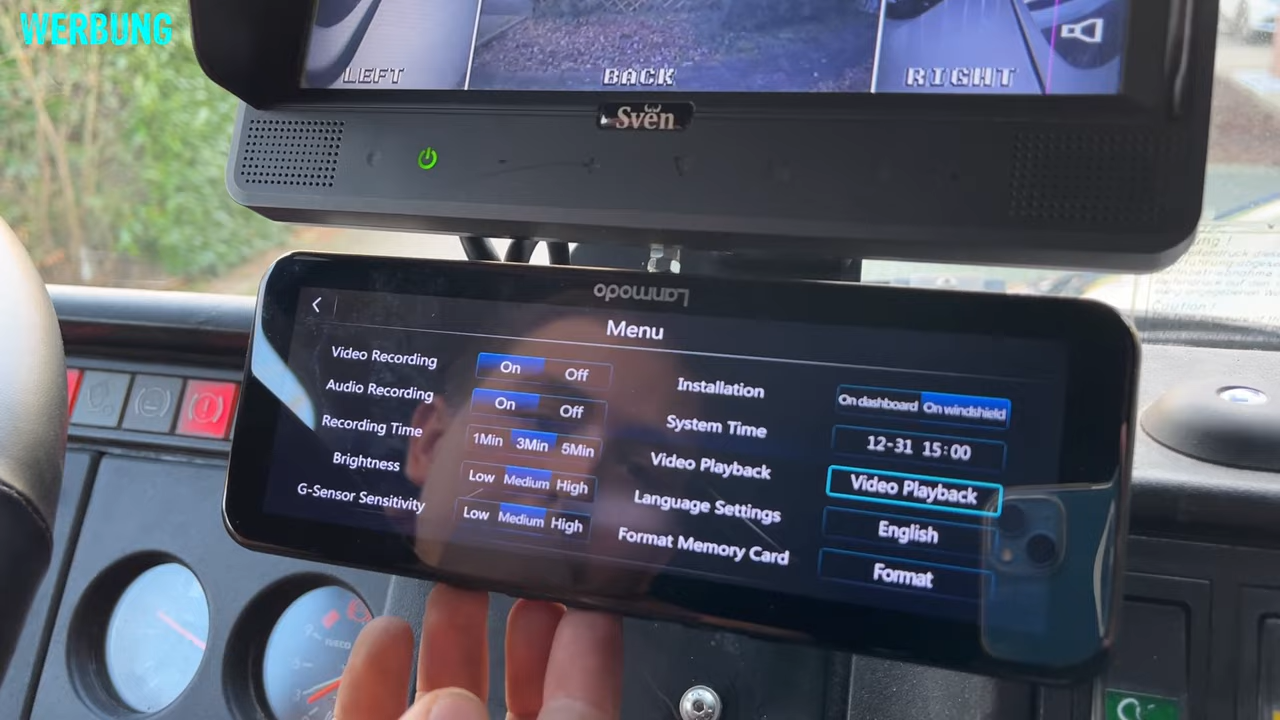 WERBUNG
LEFT
BACK
RIGHT
Svën
Lanmodo
Menu
Video Recording On Off
Audio Recording On Off
Recording Time 1Min 3Min 5Min
Brightness Low Medium High
G-Sensor Sensitivity Low Medium High
Installation On dashboard On windshield
System Time 12-31 15:00
Video Playback Video Playback
Language Settings English
Format Memory Card Format